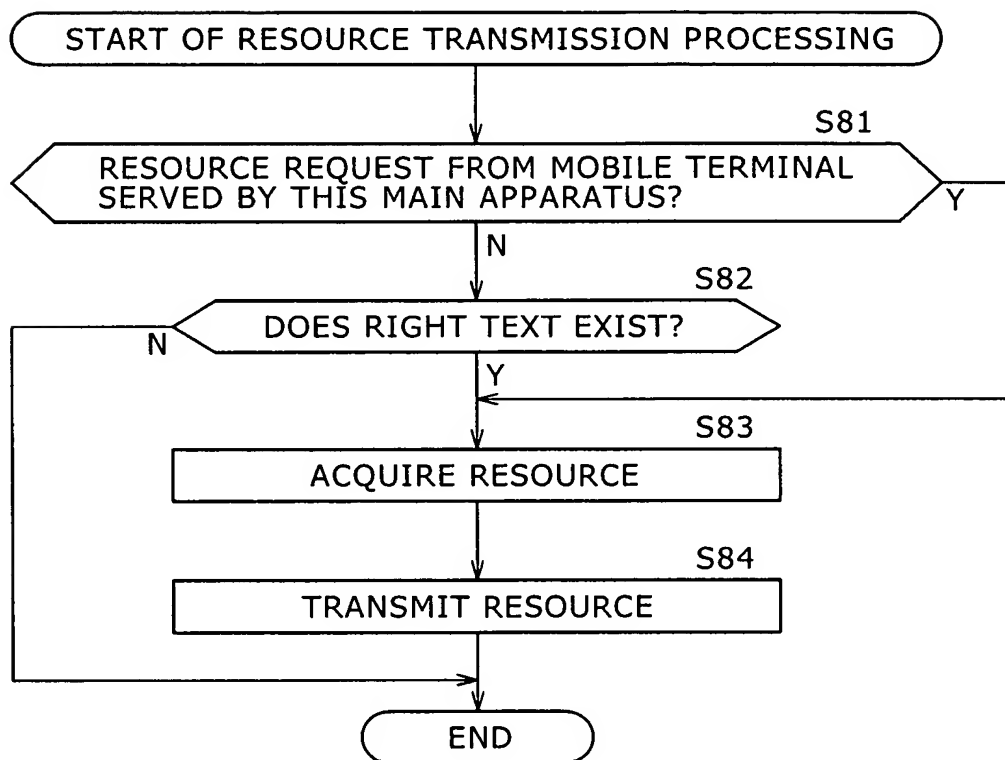 START OF RESOURCE TRANSMISSION PROCESSING
S81
RESOURCE REQUEST FROM MOBILE TERMINAL
SERVED BY THIS MAIN APPARATUS?
Y
N
S82
DOES RIGHT TEXT EXIST?
N
Y
S83
ACQUIRE RESOURCE
S84
TRANSMIT RESOURCE
END